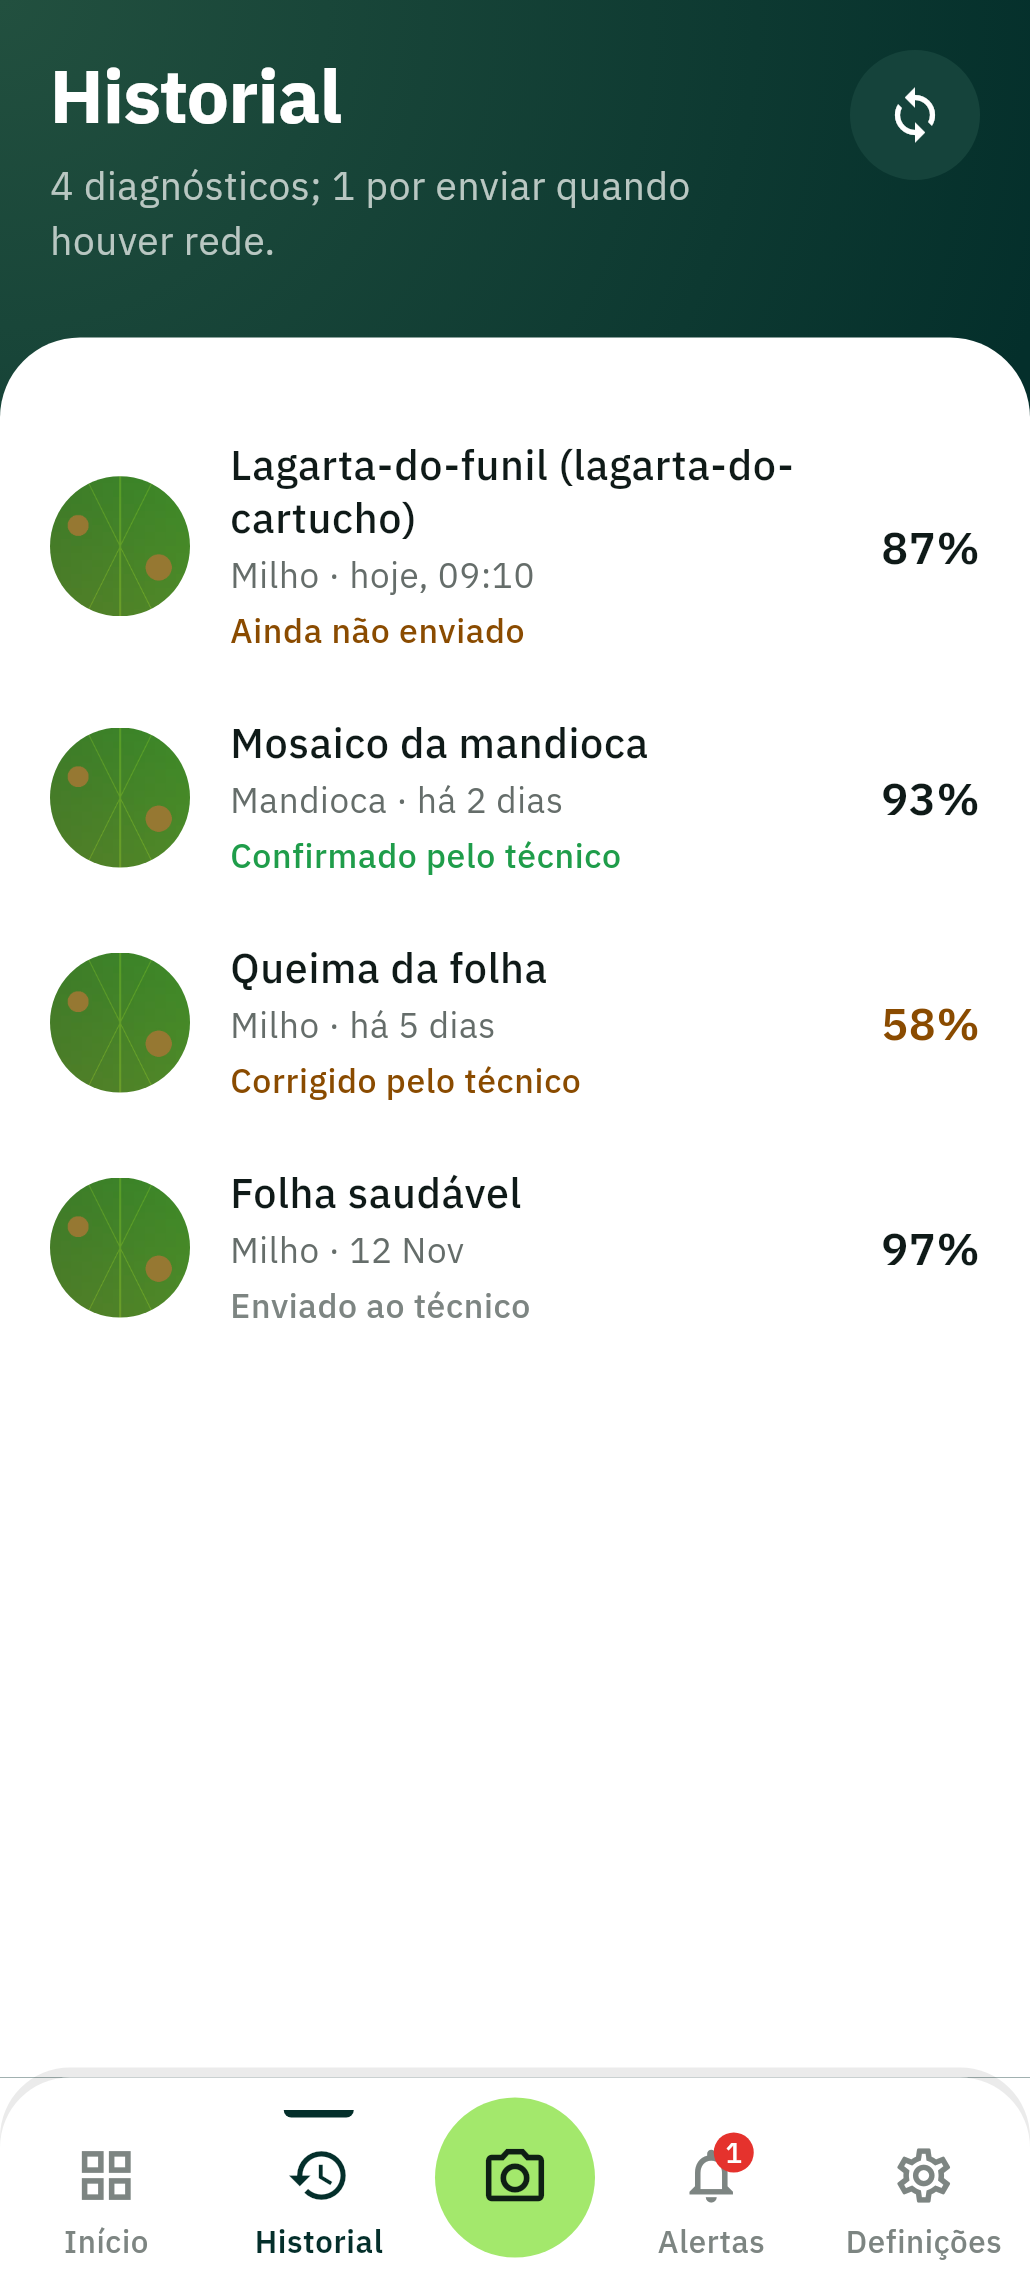 Historial
4 diagnósticos; 1 por enviar quando
houver rede.
Lagarta-do-funil (lagarta-do-
cartucho)
Milho · hoje, 09:10
Ainda não enviado
87%
Mosaico da mandioca
Mandioca · há 2 dias
Confirmado pelo técnico
93%
Queima da folha
Milho · há 5 dias
Corrigido pelo técnico
58%
Folha saudável
Milho · 12 Nov
Enviado ao técnico
97%
1
Início
Historial
Alertas
Definições